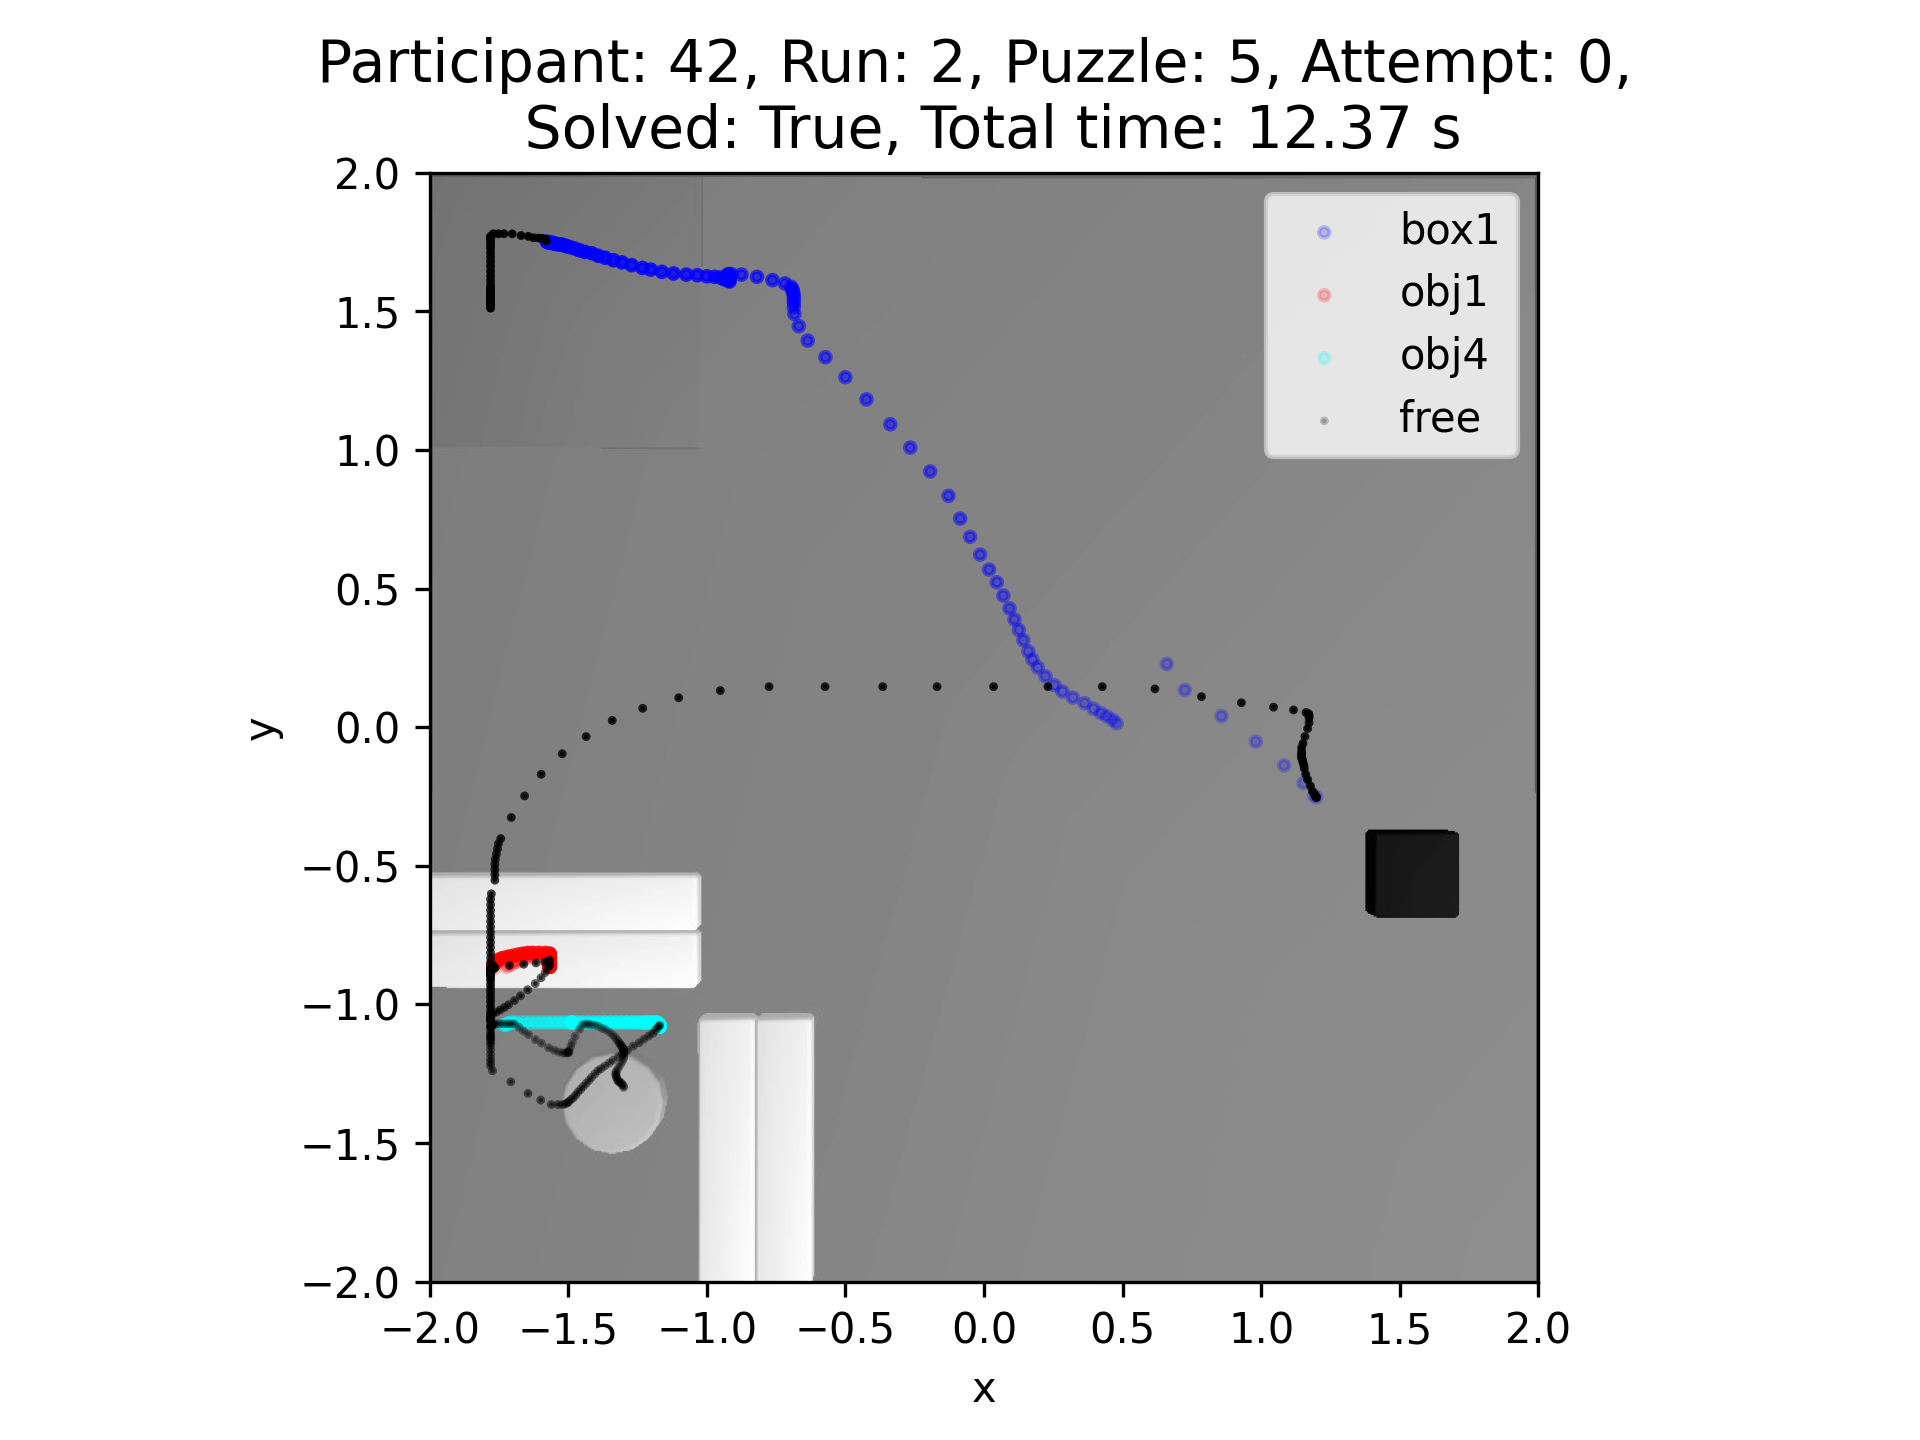 Participant: 42, Run: 2, Puzzle: 5, Attempt: 0,
Solved: True, Total time: 12.37 s
2.0
1.5
1.0
0.5
0.0
−0.5
−1.0
−1.5
−2.0
y
box1
obj1
obj4
free
−2.0 −1.5 −1.0 −0.5 0.0 0.5 1.0 1.5 2.0
x